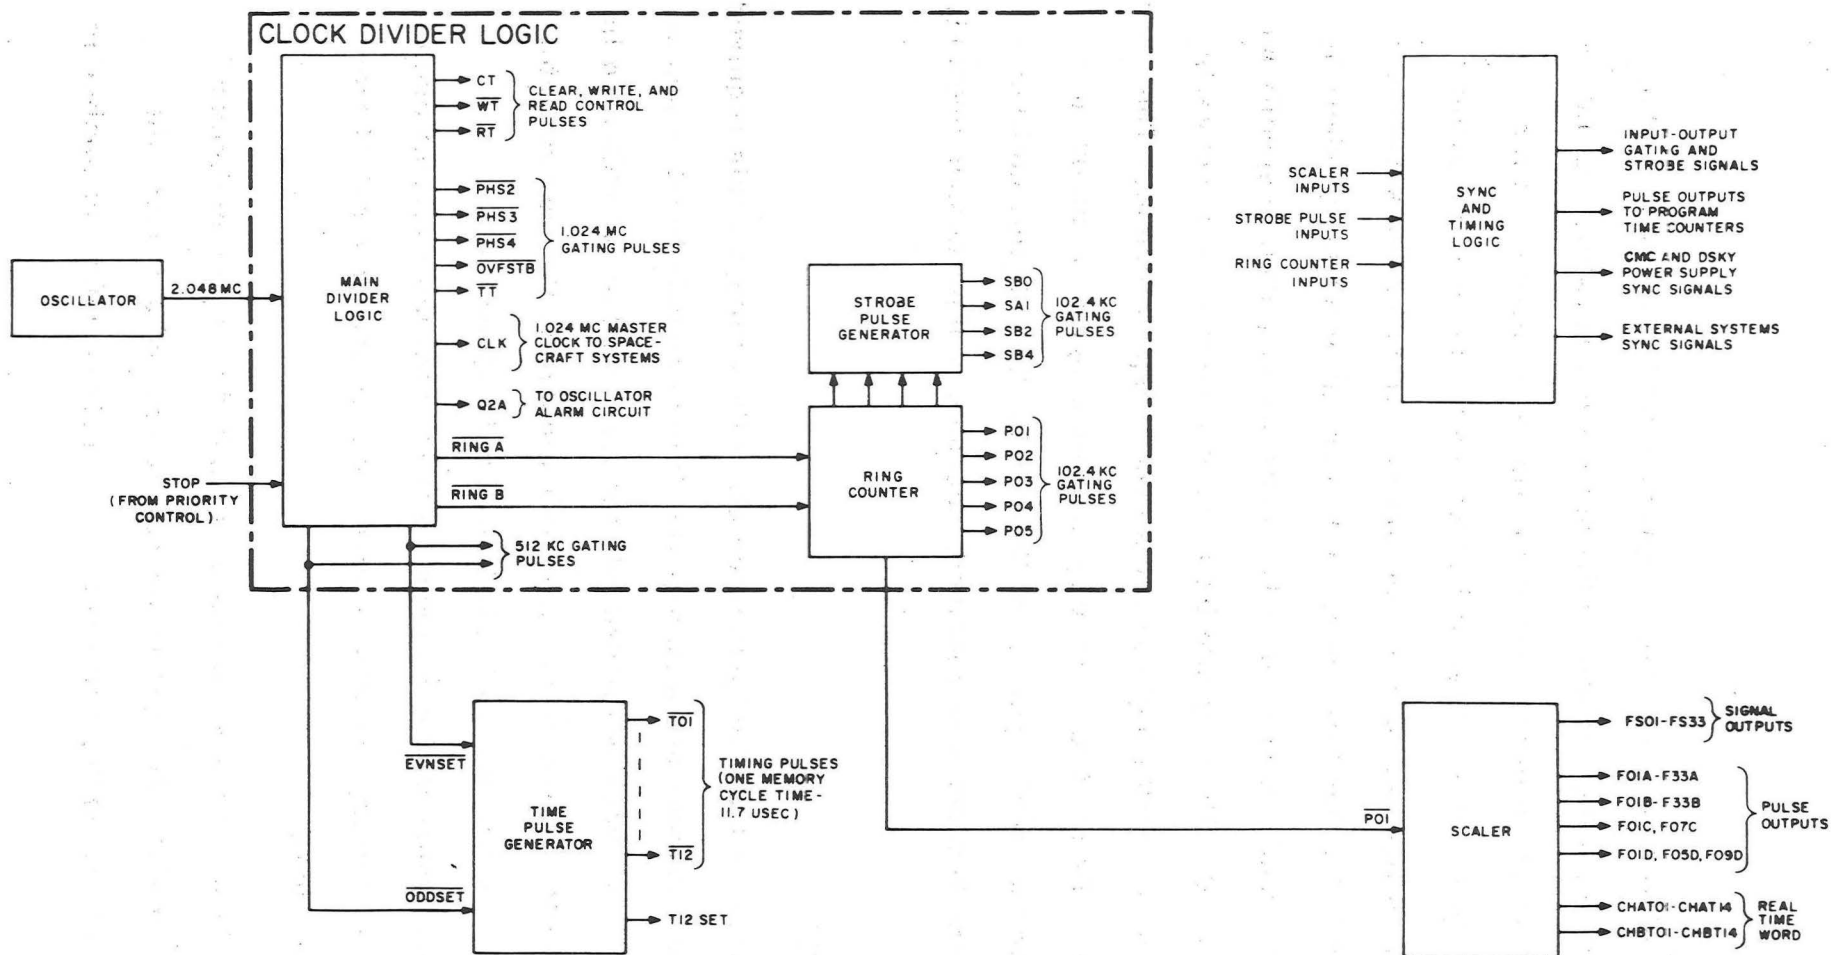 CLOCK DIVIDER LOGIC
OSCILLATOR
2.048 MC
STOP
(FROM PRIORITY
CONTROL)
MAIN
DIVIDER
LOGIC
CT
WT
RT
CLEAR, WRITE, AND
READ CONTROL
PULSES
PHS2
PHS3
PHS4
OVFSTB
TT
1.024 MC
GATING PULSES
CLK
1.024 MC MASTER
CLOCK TO SPACE-
CRAFT SYSTEMS
Q2A
TO OSCILLATOR
ALARM CIRCUIT
RING A
RING B
512 KC GATING
PULSES
STROBE
PULSE
GENERATOR
SB0
SA1
SB2
SB4
102.4 KC
GATING
PULSES
RING
COUNTER
P01
P02
P03
P04
P05
102.4 KC
GATING
PULSES
SCALER
INPUTS
STROBE PULSE
INPUTS
RING COUNTER
INPUTS
SYNC
AND
TIMING
LOGIC
INPUT-OUTPUT
GATING AND
STROBE SIGNALS
PULSE OUTPUTS
TO PROGRAM
TIME COUNTERS
CMC AND DSKY
POWER SUPPLY
SYNC SIGNALS
EXTERNAL SYSTEMS
SYNC SIGNALS
EVNSET
ODDSET
TIME
PULSE
GENERATOR
T01
T12
TIMING PULSES
(ONE MEMORY
CYCLE TIME-
11.7 USEC)
T12 SET
P01
SCALER
FS01-FS33
SIGNAL
OUTPUTS
F01A-F33A
F01B-F33B
F01C, F07C
F01D, F05D, F09D
PULSE
OUTPUTS
CHAT01-CHAT14
CHBT01-CHBT14
REAL
TIME
WORD